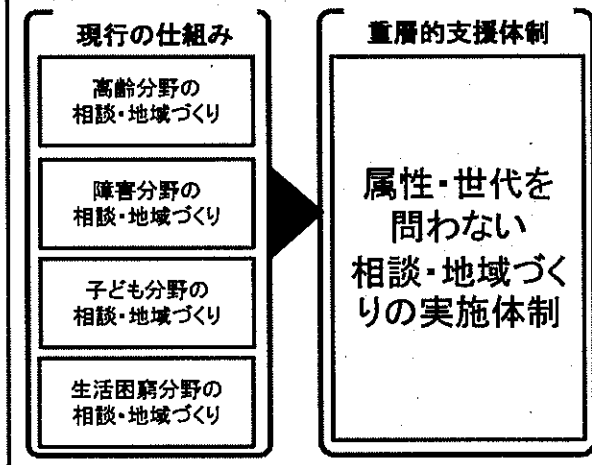 現行の仕組み
高齢分野の
相談・地域づくり
障害分野の
相談・地域づくり
子ども分野の
相談・地域づくり
生活困窮分野の
相談・地域づくり
重層的支援体制
属性・世代を
問わない
相談・地域づく
りの実施体制